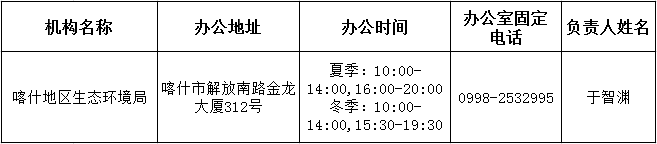 机构名称
办公地址
办公时间
办公室固定
电话
负责人姓名
喀什地区生态环境局
喀什市解放南路金龙
大厦312号
夏季：10:00-
14:00,16:00-20:00
冬季：10:00-
14:00,15:30-19:30
0998-2532995
于智渊